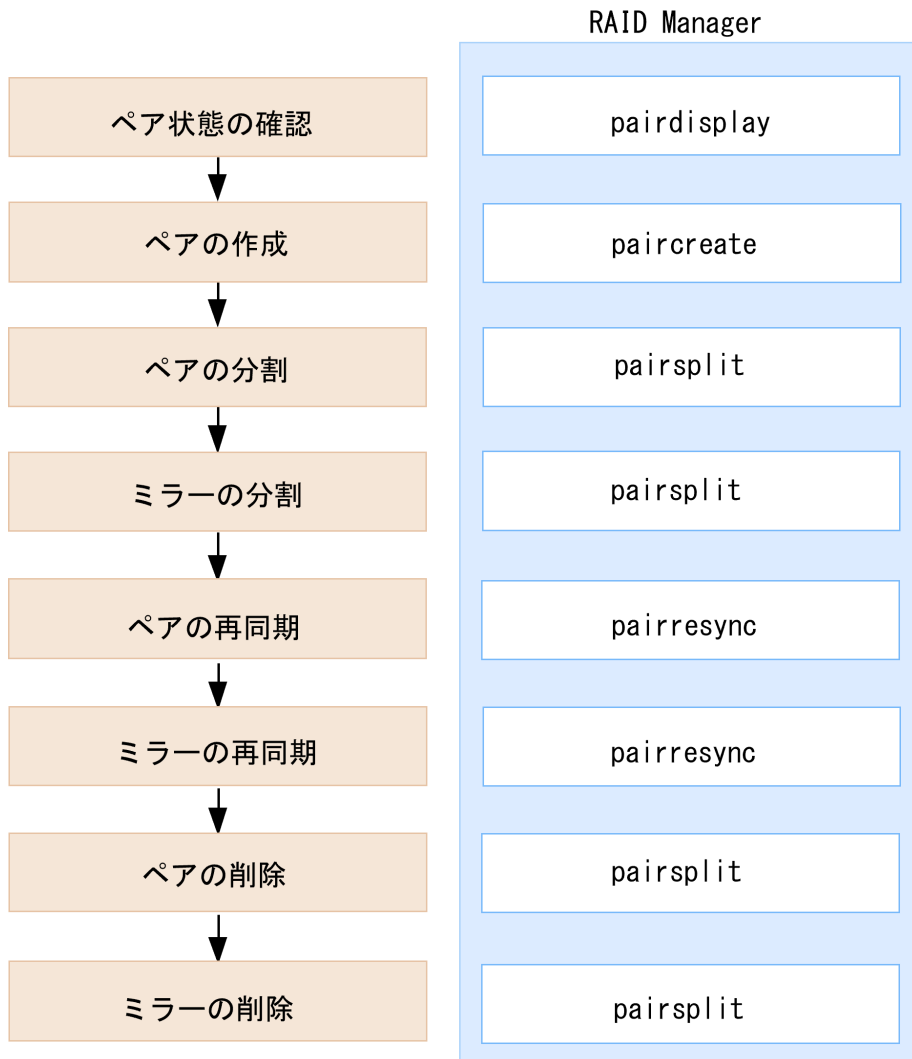 RAID Manager
ペア状態の確認
pairdisplay
ペアの作成
paircreate
ペアの分割
pairsplit
ミラーの分割
pairsplit
ペアの再同期
pairresync
ミラーの再同期
pairresync
ペアの削除
pairsplit
ミラーの削除
pairsplit